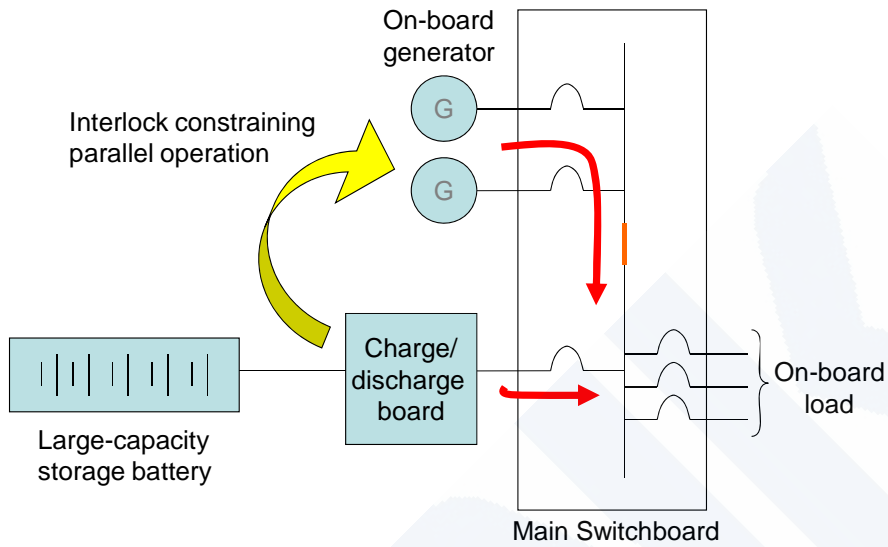 On-board
generator
G
Interlock constraining
parallel operation
G
Charge/
discharge
board
On-board
load
Large-capacity
storage battery
Main Switchboard